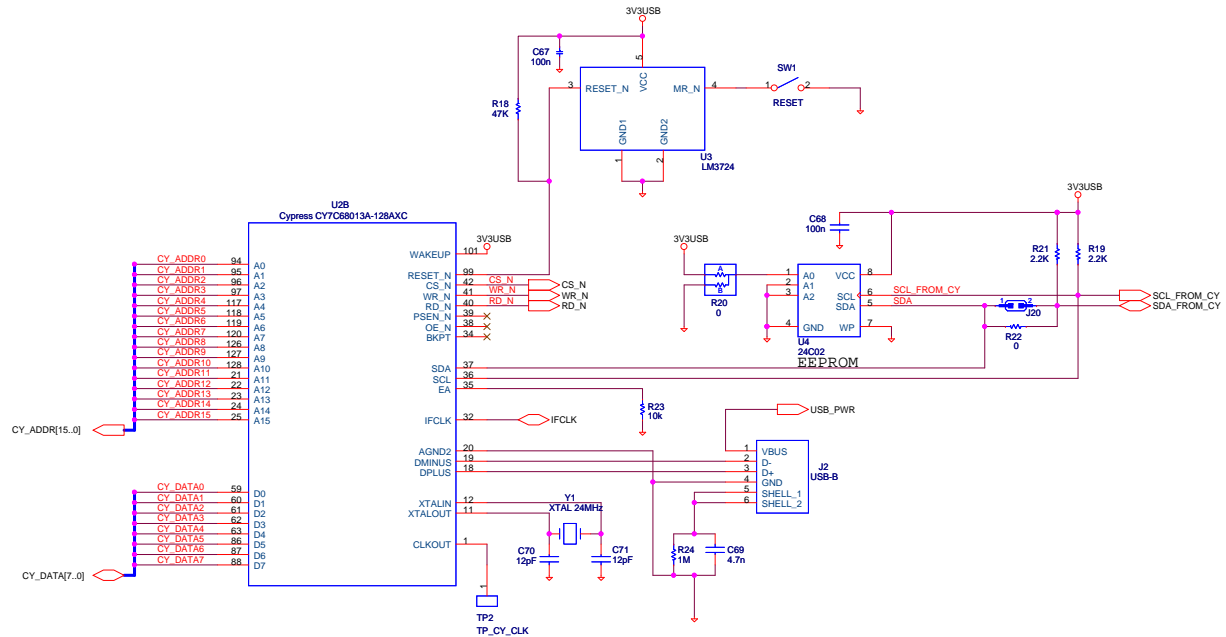 3V3USB
C67
100n
R18
47K
5
VCC
3
RESET_N
MR_N
4
GND1
GND2
1
2
U3
LM3724
SW1
1
2
RESET
U2B
Cypress CY7C68013A-128AXC
CY_ADDR0
94
A0
CY_ADDR1
95
A1
CY_ADDR2
96
A2
CY_ADDR3
97
A3
CY_ADDR4
117
A4
CY_ADDR5
118
A5
CY_ADDR6
119
A6
CY_ADDR7
120
A7
CY_ADDR8
126
A8
CY_ADDR9
127
A9
CY_ADDR10
128
A10
CY_ADDR11
21
A11
CY_ADDR12
22
A12
CY_ADDR13
23
A13
CY_ADDR14
24
A14
CY_ADDR15
25
A15
CY_ADDR[15..0]
CY_DATA0
59
D0
CY_DATA1
60
D1
CY_DATA2
61
D2
CY_DATA3
62
D3
CY_DATA4
63
D4
CY_DATA5
86
D5
CY_DATA6
87
D6
CY_DATA7
88
D7
CY_DATA[7..0]
WAKEUP
101
3V3USB
RESET_N
99
CS_N
42
CS_N
CS_N
WR_N
41
WR_N
WR_N
RD_N
40
RD_N
RD_N
PSEN_N
39
OE_N
38
BKPT
34
SDA
37
SCL
36
EA
35
R23
10k
IFCLK
32
IFCLK
AGND2
20
DMINUS
19
DPLUS
18
XTALIN
12
XTALOUT
11
CLKOUT
1
1
TP2
TP_CY_CLK
Y1
XTAL 24MHz
C70
12pF
C71
12pF
3V3USB
A
B
R20
0
C68
100n
1
A0
2
A1
3
A2
4
GND
VCC
8
SCL
6
SCL_FROM_CY
SDA
5
SDA
WP
7
U4
24C02
EEPROM
3V3USB
R21
2.2K
R19
2.2K
1
2
J20
R22
0
SCL_FROM_CY
SDA_FROM_CY
USB_PWR
1
VBUS
2
D-
3
D+
4
GND
5
SHELL_1
6
SHELL_2
J2
USB-B
R24
1M
C69
4.7n